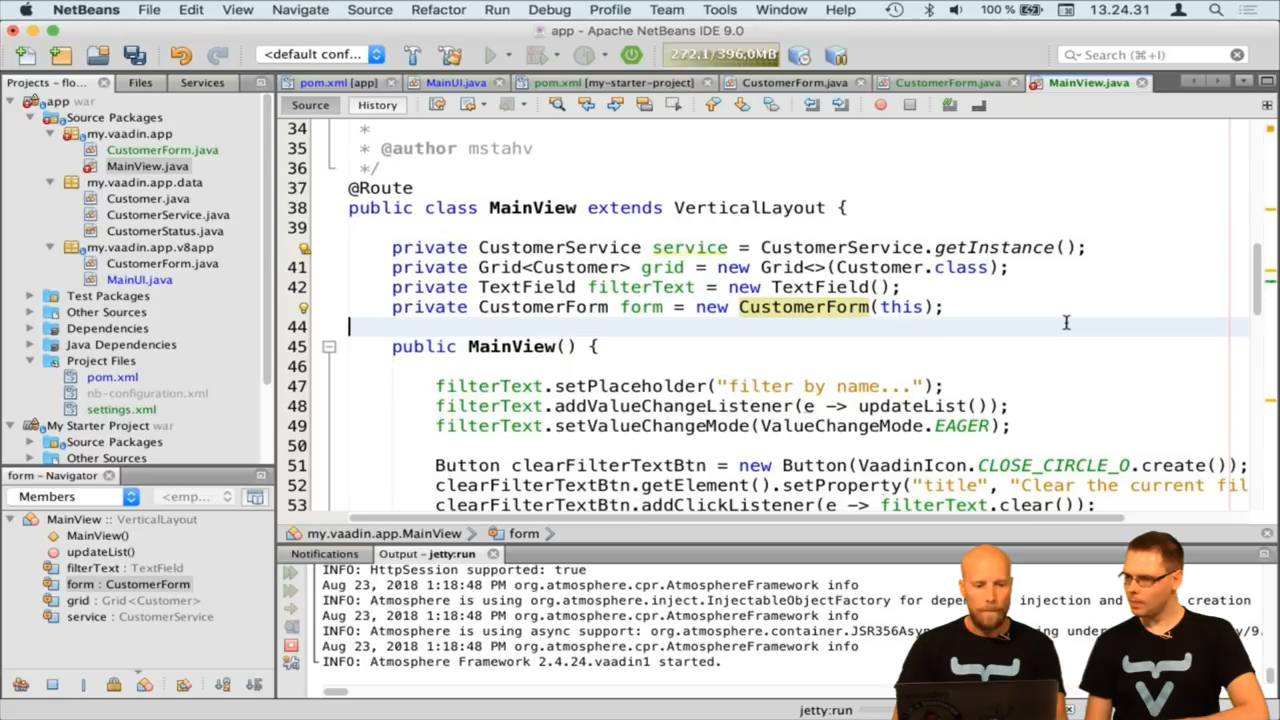 NetBeans File Edit View Navigate Source Refactor Run Debug Profile Team Tools Window Help 100 % 13.24.31
app - Apache NetBeans IDE 9.0
<default conf... 272,1/396,0MB Search (⌘+I)
Projects - flo... Files Services
pom.xml [app] MainUI.java pom.xml [my-starter-project] CustomerForm.java CustomerForm.java MainView.java
Source History
app war
Source Packages
my.vaadin.app
CustomerForm.java
MainView.java
my.vaadin.app.data
Customer.java
CustomerService.java
CustomerStatus.java
my.vaadin.app.v8app
CustomerForm.java
MainUI.java
Test Packages
Other Sources
Dependencies
Java Dependencies
Project Files
pom.xml
nb-configuration.xml
settings.xml
My Starter Project war
Source Packages
Other Sources
form - Navigator
Members <emp...
MainView :: VerticalLayout
MainView()
updateList()
filterText : TextField
form : CustomerForm
grid : Grid<Customer>
service : CustomerService
34 *
35 * @author mstahv
36 */
37 @Route
38 public class MainView extends VerticalLayout {
39
private CustomerService service = CustomerService.getInstance();
41 private Grid<Customer> grid = new Grid<>(Customer.class);
42 private TextField filterText = new TextField();
private CustomerForm form = new CustomerForm(this);
44
45 public MainView() {
46
47 filterText.setPlaceholder("filter by name...");
48 filterText.addValueChangeListener(e -> updateList());
49 filterText.setValueChangeMode(ValueChangeMode.EAGER);
50
51 Button clearFilterTextBtn = new Button(VaadinIcon.CLOSE_CIRCLE_O.create());
52 clearFilterTextBtn.getElement().setProperty("title", "Clear the current fil
53 clearFilterTextBtn.addClickListener(e -> filterText.clear());
my.vaadin.app.MainView form
Notifications Output - jetty:run
INFO: HttpSession supported: true
Aug 23, 2018 1:18:48 PM org.atmosphere.cpr.AtmosphereFramework info
INFO: Atmosphere is using org.atmosphere.inject.InjectableObjectFactory for depe injection and creation
Aug 23, 2018 1:18:48 PM org.atmosphere.cpr.AtmosphereFramework info
INFO: Atmosphere is using async support: org.atmosphere.container.JSR356Asy ing under /9.
Aug 23, 2018 1:18:48 PM org.atmosphere.cpr.AtmosphereFramework info
INFO: Atmosphere Framework 2.4.24.vaadin1 started.
jetty:run